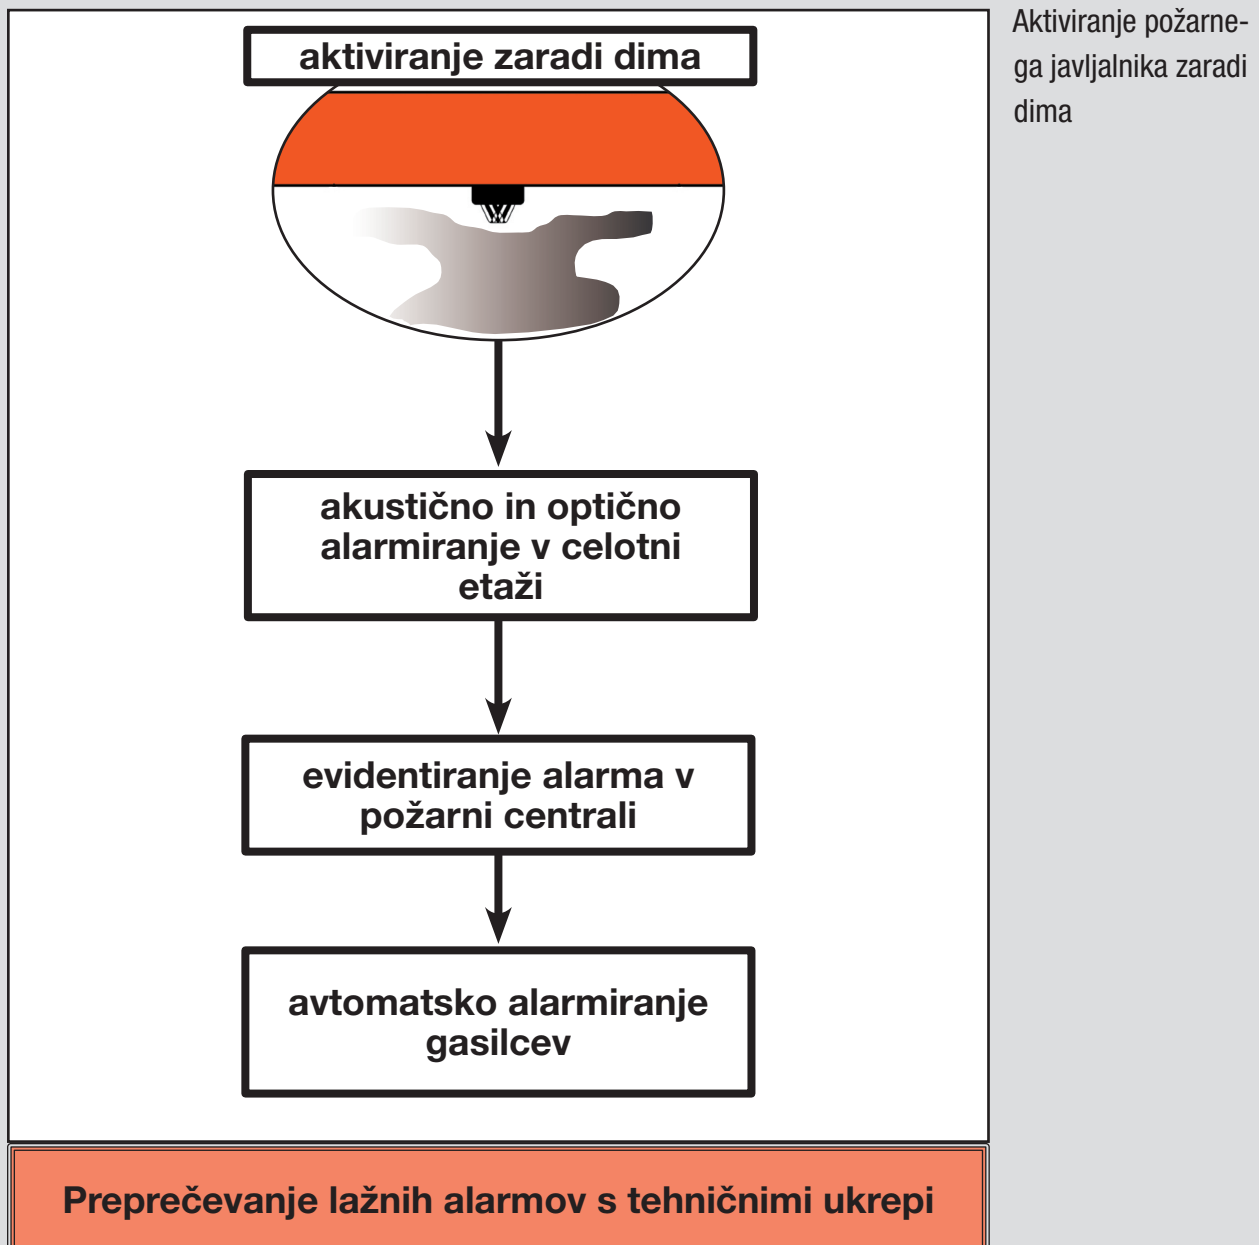 aktiviranje zaradi dima
akustično in optično
alarmiranje v celotni
etaži
evidentiranje alarma v
požarni centrali
avtomatsko alarmiranje
gasilcev
Preprečevanje lažnih alarmov s tehničnimi ukrepi
Aktiviranje požarne-
ga javljalnika zaradi
dima